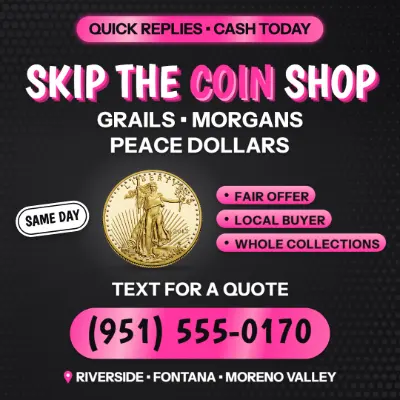 QUICK REPLIES • CASH TODAY
SKIP THE COIN SHOP
GRAILS • MORGANS
PEACE DOLLARS
SAME DAY
LIBERTY
• FAIR OFFER
• LOCAL BUYER
• WHOLE COLLECTIONS
TEXT FOR A QUOTE
(951) 555-0170
RIVERSIDE • FONTANA • MORENO VALLEY